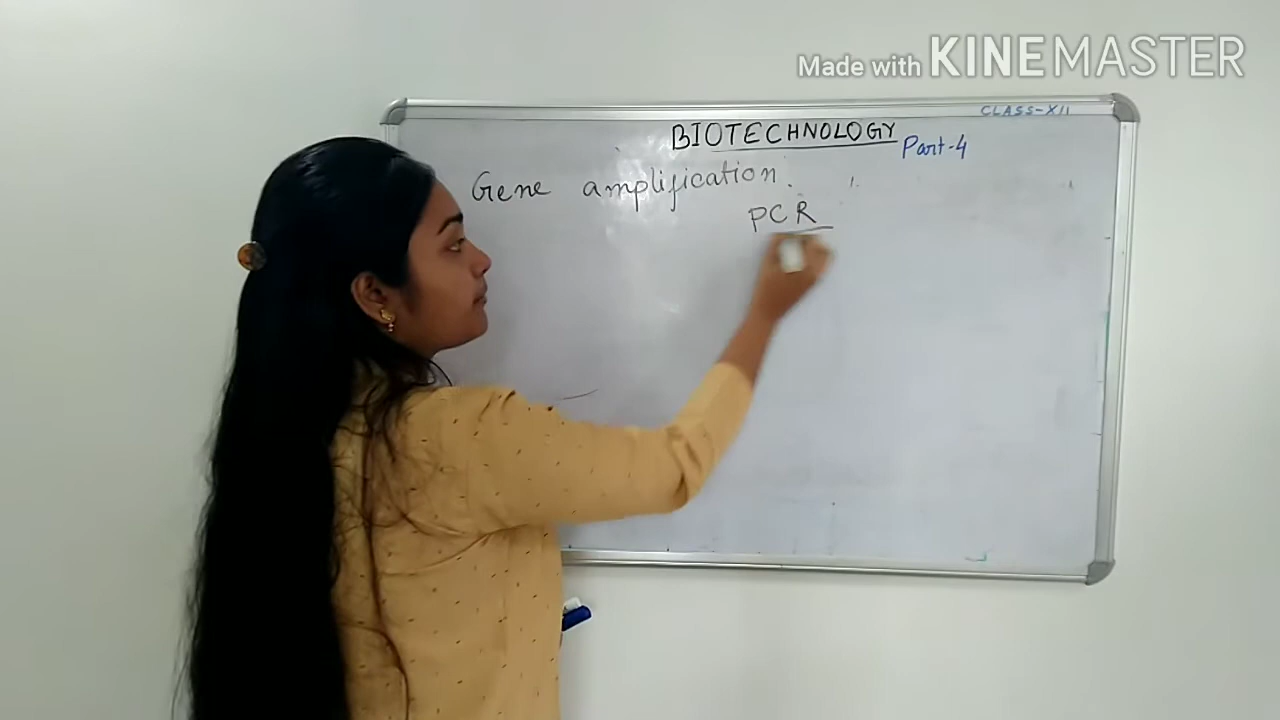 Made with KINEMASTER
CLASS-XII
BIOTECHNOLOGY
Part-4
Gene amplification.
PCR